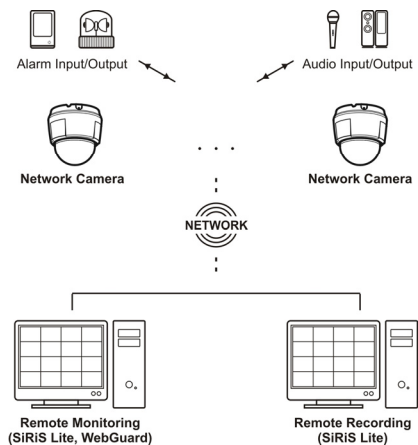 Alarm Input/Output
Audio Input/Output
Network Camera
Network Camera
NETWORK
Remote Monitoring
(SiRiS Lite, WebGuard)
Remote Recording
(SiRiS Lite)